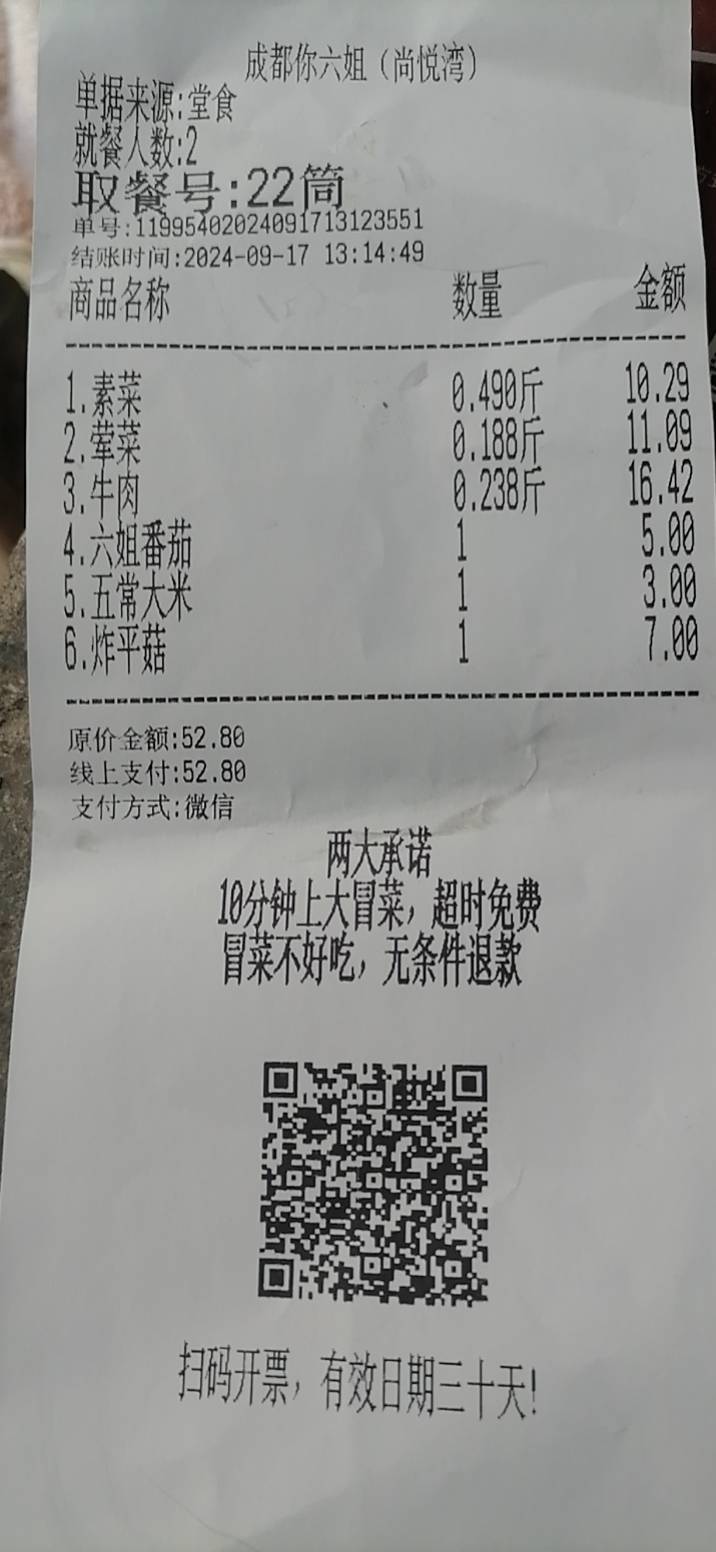 成都你六姐（尚悦湾）
单据来源:堂食
就餐人数:2
取餐号:22筒
单号:11995402024091713123551
结账时间:2024-09-17 13:14:49
商品名称 数量 金额
1.素菜 0.490斤 10.29
2.荤菜 0.188斤 11.09
3.牛肉 0.238斤 16.42
4.六姐番茄 1 5.00
5.五常大米 1 3.00
6.炸平菇 1 7.00
原价金额:52.80
线上支付:52.80
支付方式:微信
两大承诺
10分钟上大冒菜，超时免费
冒菜不好吃，无条件退款
扫码开票，有效日期三十天!